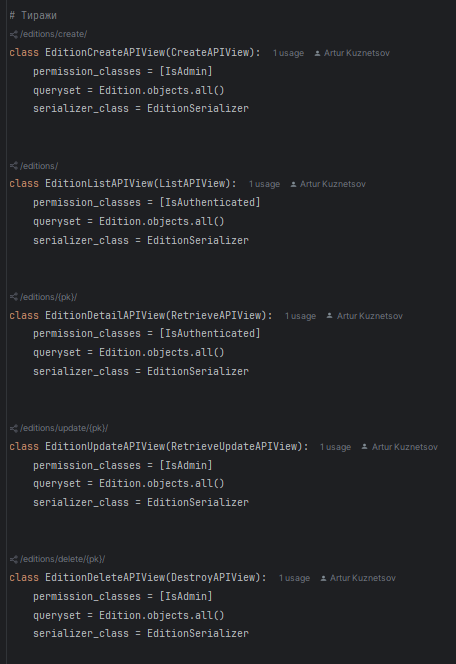 # Тиражи
/editions/create/
class EditionCreateAPIView(CreateAPIView): 1 usage Artur Kuznetsov
    permission_classes = [IsAdmin]
    queryset = Edition.objects.all()
    serializer_class = EditionSerializer
/editions/
class EditionListAPIView(ListAPIView): 1 usage Artur Kuznetsov
    permission_classes = [IsAuthenticated]
    queryset = Edition.objects.all()
    serializer_class = EditionSerializer
/editions/{pk}/
class EditionDetailAPIView(RetrieveAPIView): 1 usage Artur Kuznetsov
    permission_classes = [IsAuthenticated]
    queryset = Edition.objects.all()
    serializer_class = EditionSerializer
/editions/update/{pk}/
class EditionUpdateAPIView(RetrieveUpdateAPIView): 1 usage Artur Kuznetsov
    permission_classes = [IsAdmin]
    queryset = Edition.objects.all()
    serializer_class = EditionSerializer
/editions/delete/{pk}/
class EditionDeleteAPIView(DestroyAPIView): 1 usage Artur Kuznetsov
    permission_classes = [IsAdmin]
    queryset = Edition.objects.all()
    serializer_class = EditionSerializer